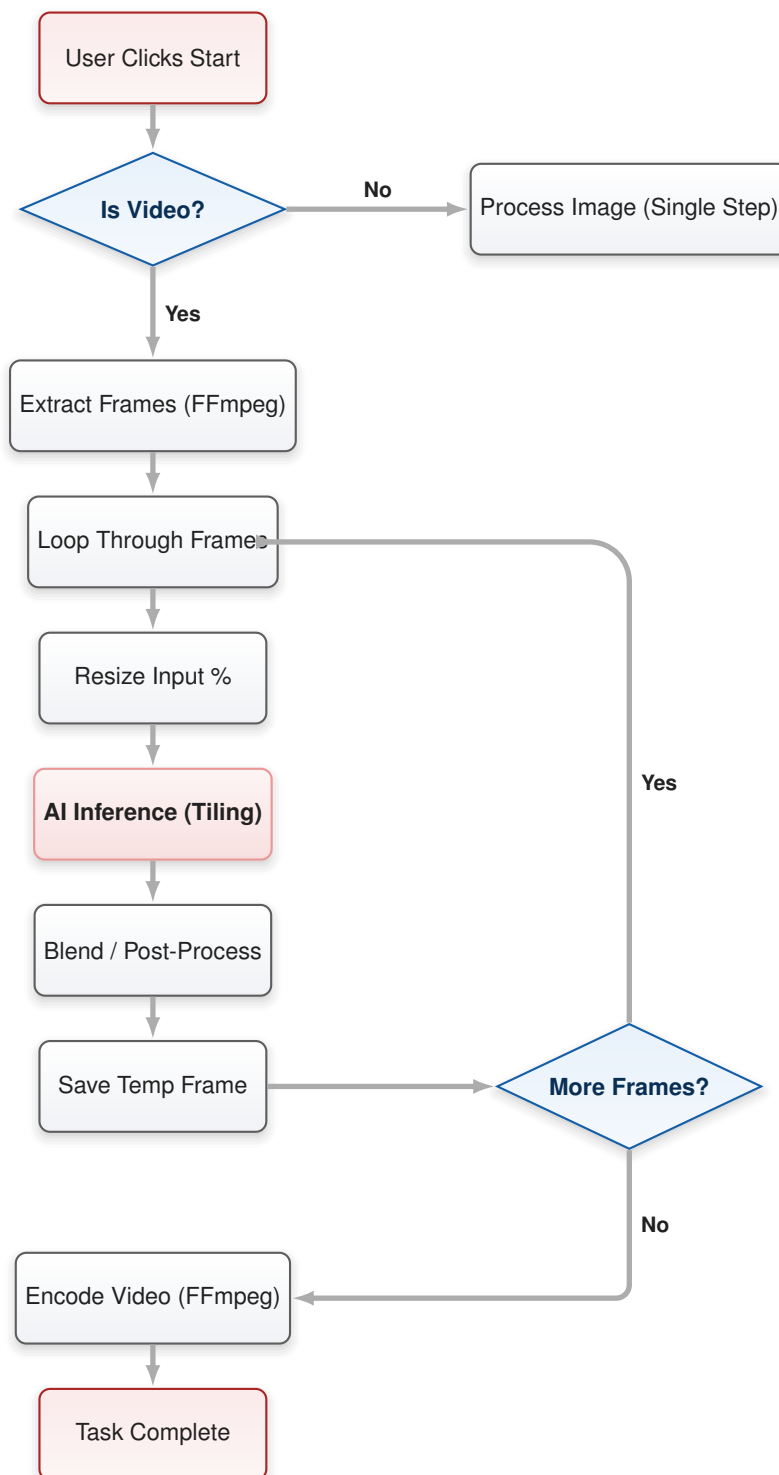 User Clicks Start
Is Video?
No
Process Image (Single Step)
Yes
Extract Frames (FFmpeg)
Loop Through Frames
Resize Input %
AI Inference (Tiling)
Yes
Blend / Post-Process
Save Temp Frame
More Frames?
No
Encode Video (FFmpeg)
Task Complete